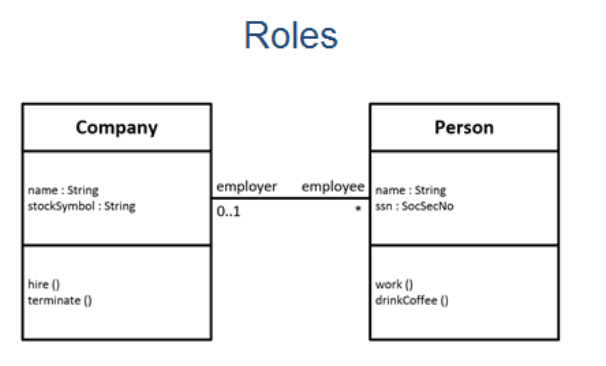 Roles
Company
name : String
stockSymbol : String
hire ()
terminate ()
employer
employee
0..1
*
Person
name : String
ssn : SocSecNo
work ()
drinkCoffee ()